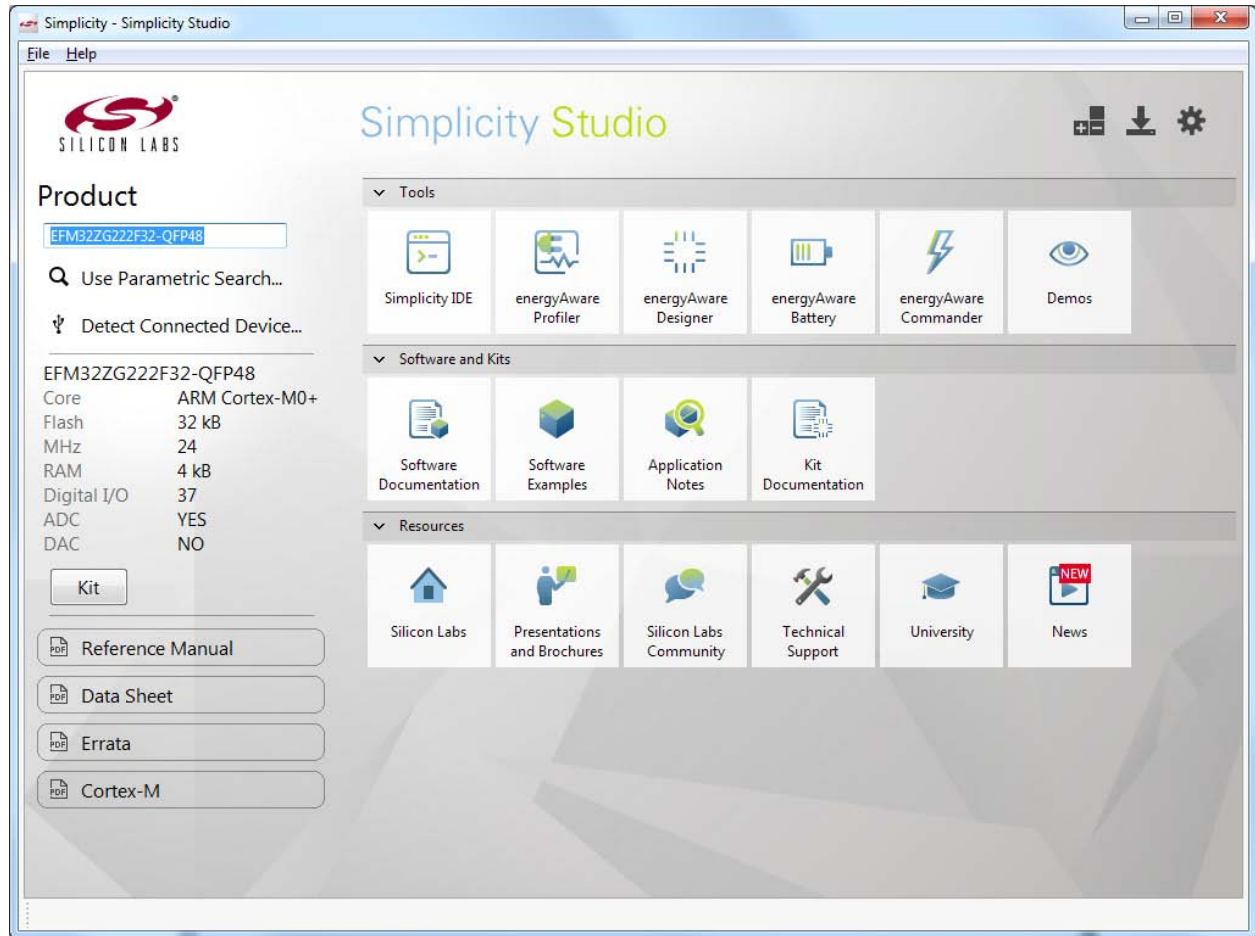 Simplicity - Simplicity Studio
File Help
SILICON LABS
Simplicity Studio
Product
EFM32ZG222F32-QFP48
Use Parametric Search...
Detect Connected Device...
EFM32ZG222F32-QFP48
Core ARM Cortex-M0+
Flash 32 kB
MHz 24
RAM 4 kB
Digital I/O 37
ADC YES
DAC NO
Kit
PDF Reference Manual
PDF Data Sheet
PDF Errata
PDF Cortex-M
Tools
Simplicity IDE
energyAware
Profiler
energyAware
Designer
energyAware
Battery
energyAware
Commander
Demos
Software and Kits
Software
Documentation
Software
Examples
Application
Notes
Kit
Documentation
Resources
Silicon Labs
Presentations
and Brochures
Silicon Labs
Community
Technical
Support
University
NEW
News